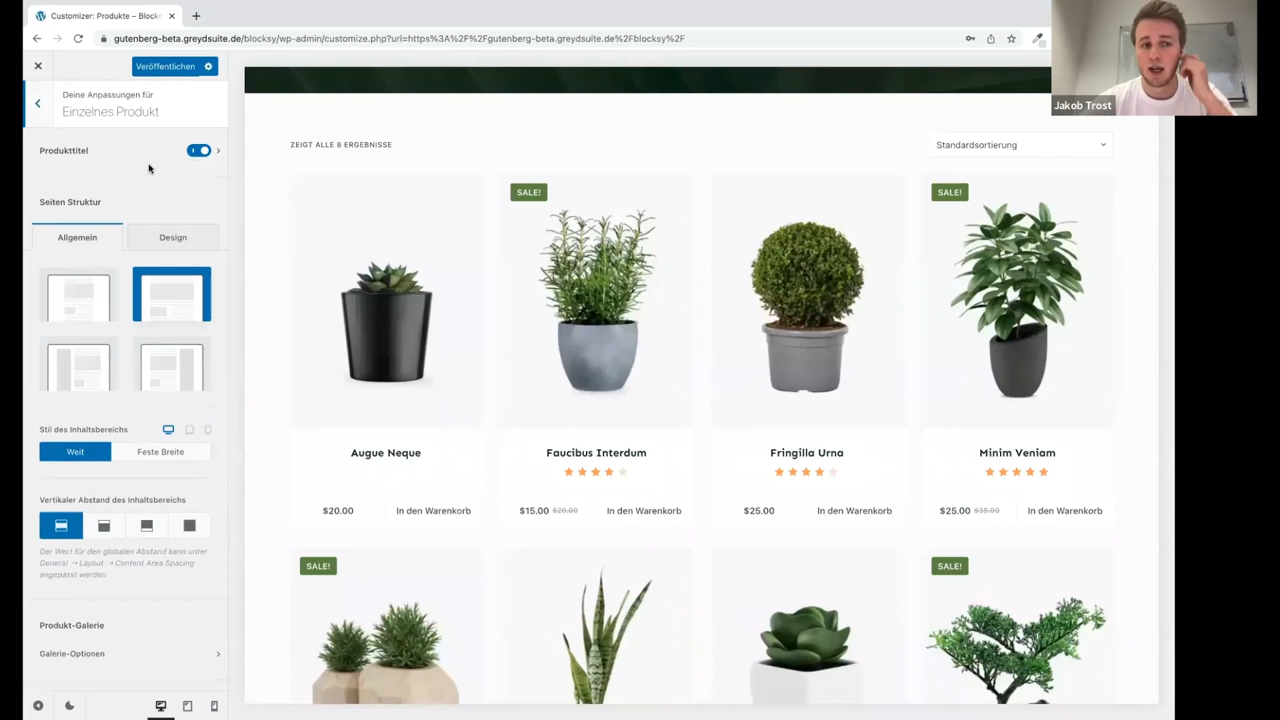 Customizer: Produkte – Blocks
gutenberg-beta.greydsuite.de/blocksy/wp-admin/customize.php?url=https%3A%2F%2Fgutenberg-beta.greydsuite.de%2Fblocksy%2F
Jakob Trost
Veröffentlichen
Deine Anpassungen für
Einzelnes Produkt
Produkttitel
Seiten Struktur
Allgemein
Design
Stil des Inhaltsbereichs
Weit
Feste Breite
Vertikaler Abstand des Inhaltsbereichs
Der Wert für den globalen Abstand kann unter
General → Layout → Content Area Spacing
angepasst werden.
Produkt-Galerie
Galerie-Optionen
ZEIGT ALLE 8 ERGEBNISSE
Standardsortierung
SALE!
SALE!
Augue Neque
Faucibus Interdum
Fringilla Urna
Minim Veniam
$20.00 In den Warenkorb
$15.00 $20.00 In den Warenkorb
$25.00 In den Warenkorb
$25.00 $35.00 In den Warenkorb
SALE!
SALE!